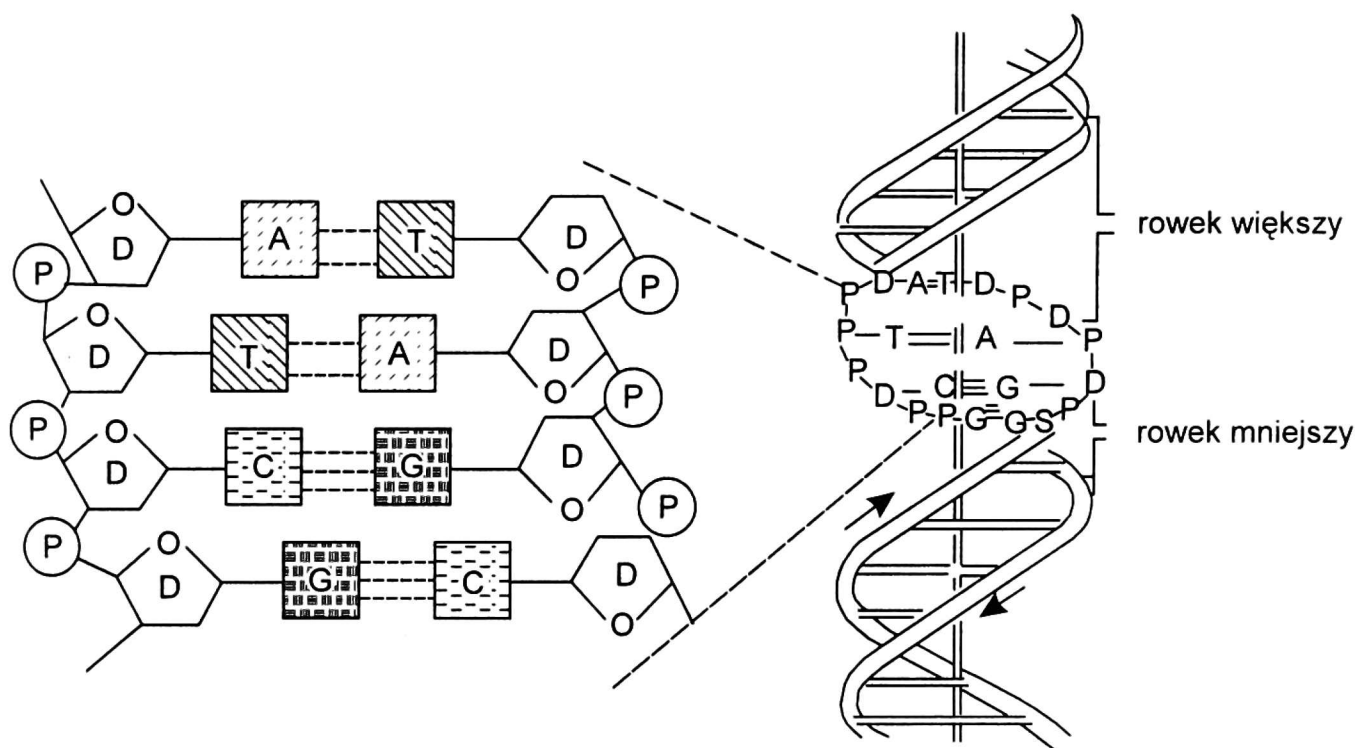 O
D A T D
O
P P
O
D T A D
O
P P
O
D C G D
O
P P
O
D G C D
O
rowek większy
P D A T D P D P
P T A
P D C G D
P P G G S P
rowek mniejszy